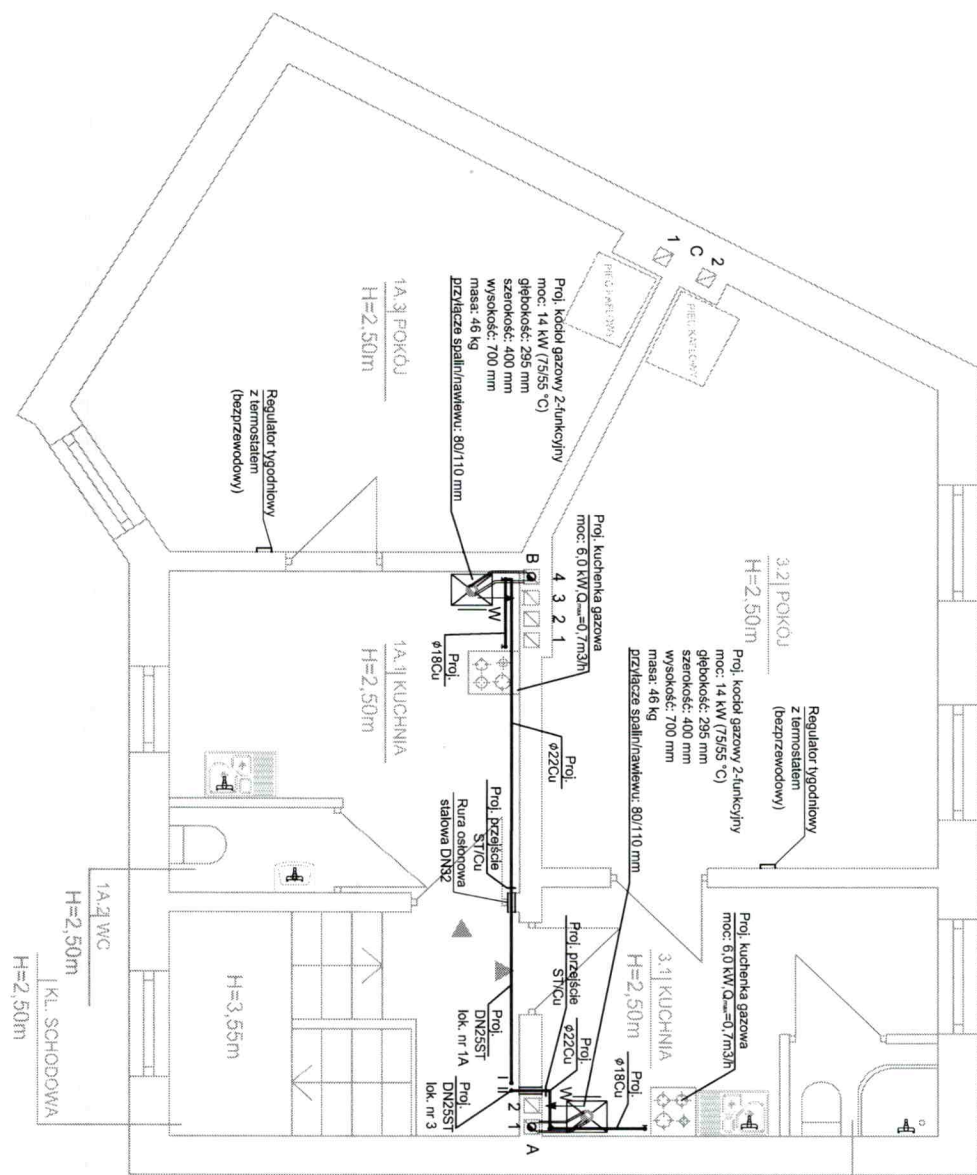 1
C
2
PIEC KAFLOWY
PIEC KAFLOWY
1A.3| POKÓJ
H=2,50m
Proj. kocioł gazowy 2-funkcyjny
moc: 14 kW (75/55 °C)
głębokość: 295 mm
szerokość: 400 mm
wysokość: 700 mm
masa: 46 kg
przyłącze spalin/nawiewu: 80/110 mm
Regulator tygodniowy
z termostatem
(bezprzewodowy)
3.2| POKÓJ
H=2,50m
Proj. kuchenka gazowa
moc: 6,0 kW,Qmax=0,7m3/h
Proj. kocioł gazowy 2-funkcyjny
moc: 14 kW (75/55 °C)
głębokość: 295 mm
szerokość: 400 mm
wysokość: 700 mm
masa: 46 kg
przyłącze spalin/nawiewu: 80/110 mm
Regulator tygodniowy
z termostatem
(bezprzewodowy)
B
4
3
2
1
W
Proj.
ϕ18Cu
1A.1| KUCHNIA
H=2,50m
Proj.
ϕ22Cu
Proj. przejście
ST/Cu
Rura osłonowa
stalowa DN32
1A.2| WC
H=2,50m
Proj. kuchenka gazowa
moc: 6,0 kW,Qmax=0,7m3/h
3.1| KUCHNIA
H=2,50m
Proj. przejście
ST/Cu
Proj.
ϕ22Cu
Proj.
ϕ18Cu
W
Proj.
DN25ST
lok. nr 1A
I
II
Proj.
DN25ST
lok. nr 3
2
1
A
H=3,55m
KL. SCHODOWA
H=2,50m